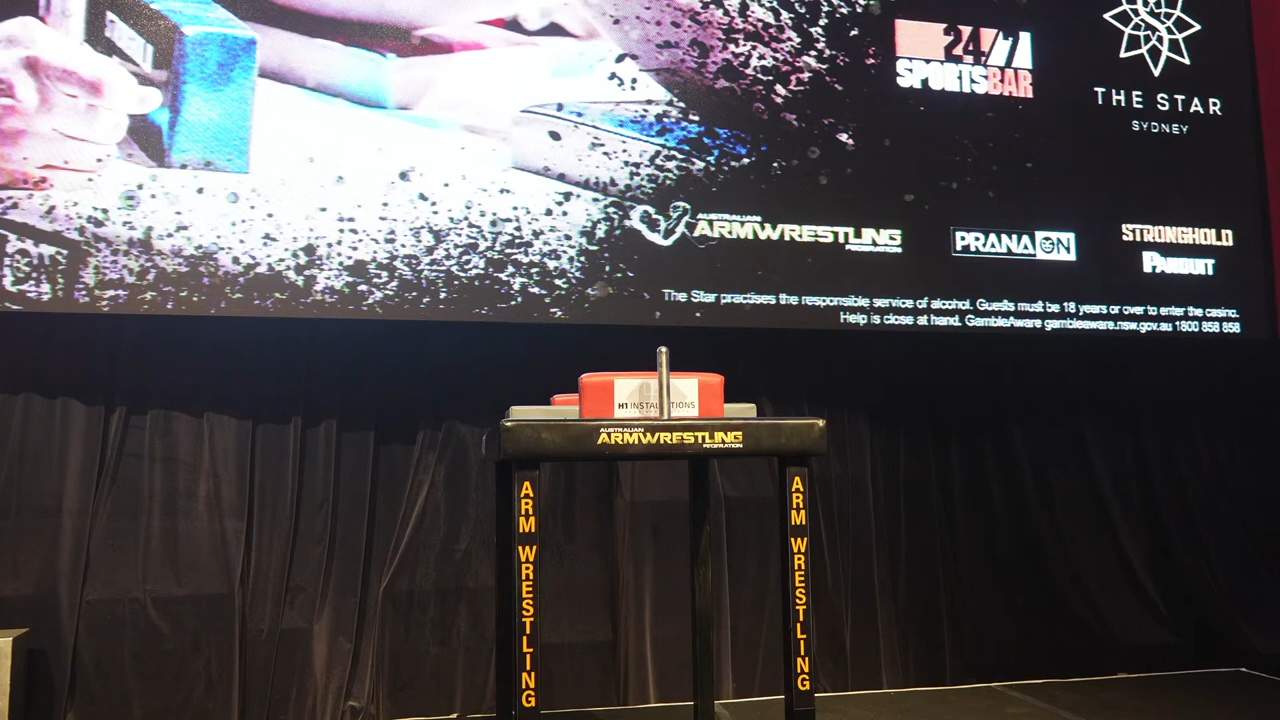 24/7
SPORTSBAR
THE STAR
SYDNEY
AUSTRALIAN
ARMWRESTLING
FEDERATION
PRANA ON
STRONGHOLD
PANDUIT
The Star practises the responsible service of alcohol. Guests must be 18 years or over to enter the casino.
Help is close at hand. GambleAware gambleaware.nsw.gov.au 1800 858 858
H1 INSTALLATIONS
AUSTRALIAN
ARMWRESTLING
FEDERATION
ARM WRESTLING
ARM WRESTLING